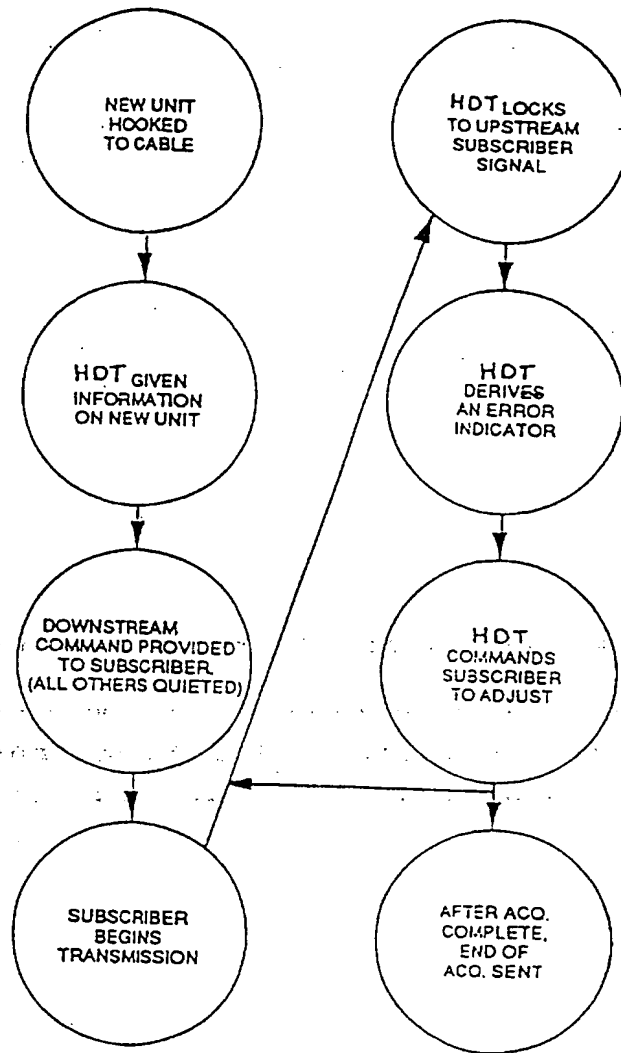 NEW UNIT
HOOKED
TO CABLE
HDT GIVEN
INFORMATION
ON NEW UNIT
DOWNSTREAM
COMMAND PROVIDED
TO SUBSCRIBER
(ALL OTHERS QUIETED)
SUBSCRIBER
BEGINS
TRANSMISSION
HDT LOCKS
TO UPSTREAM
SUBSCRIBER
SIGNAL
HDT
DERIVES
AN ERROR
INDICATOR
HDT
COMMANDS
SUBSCRIBER
TO ADJUST
AFTER ACQ.
COMPLETE,
END OF
ACQ. SENT